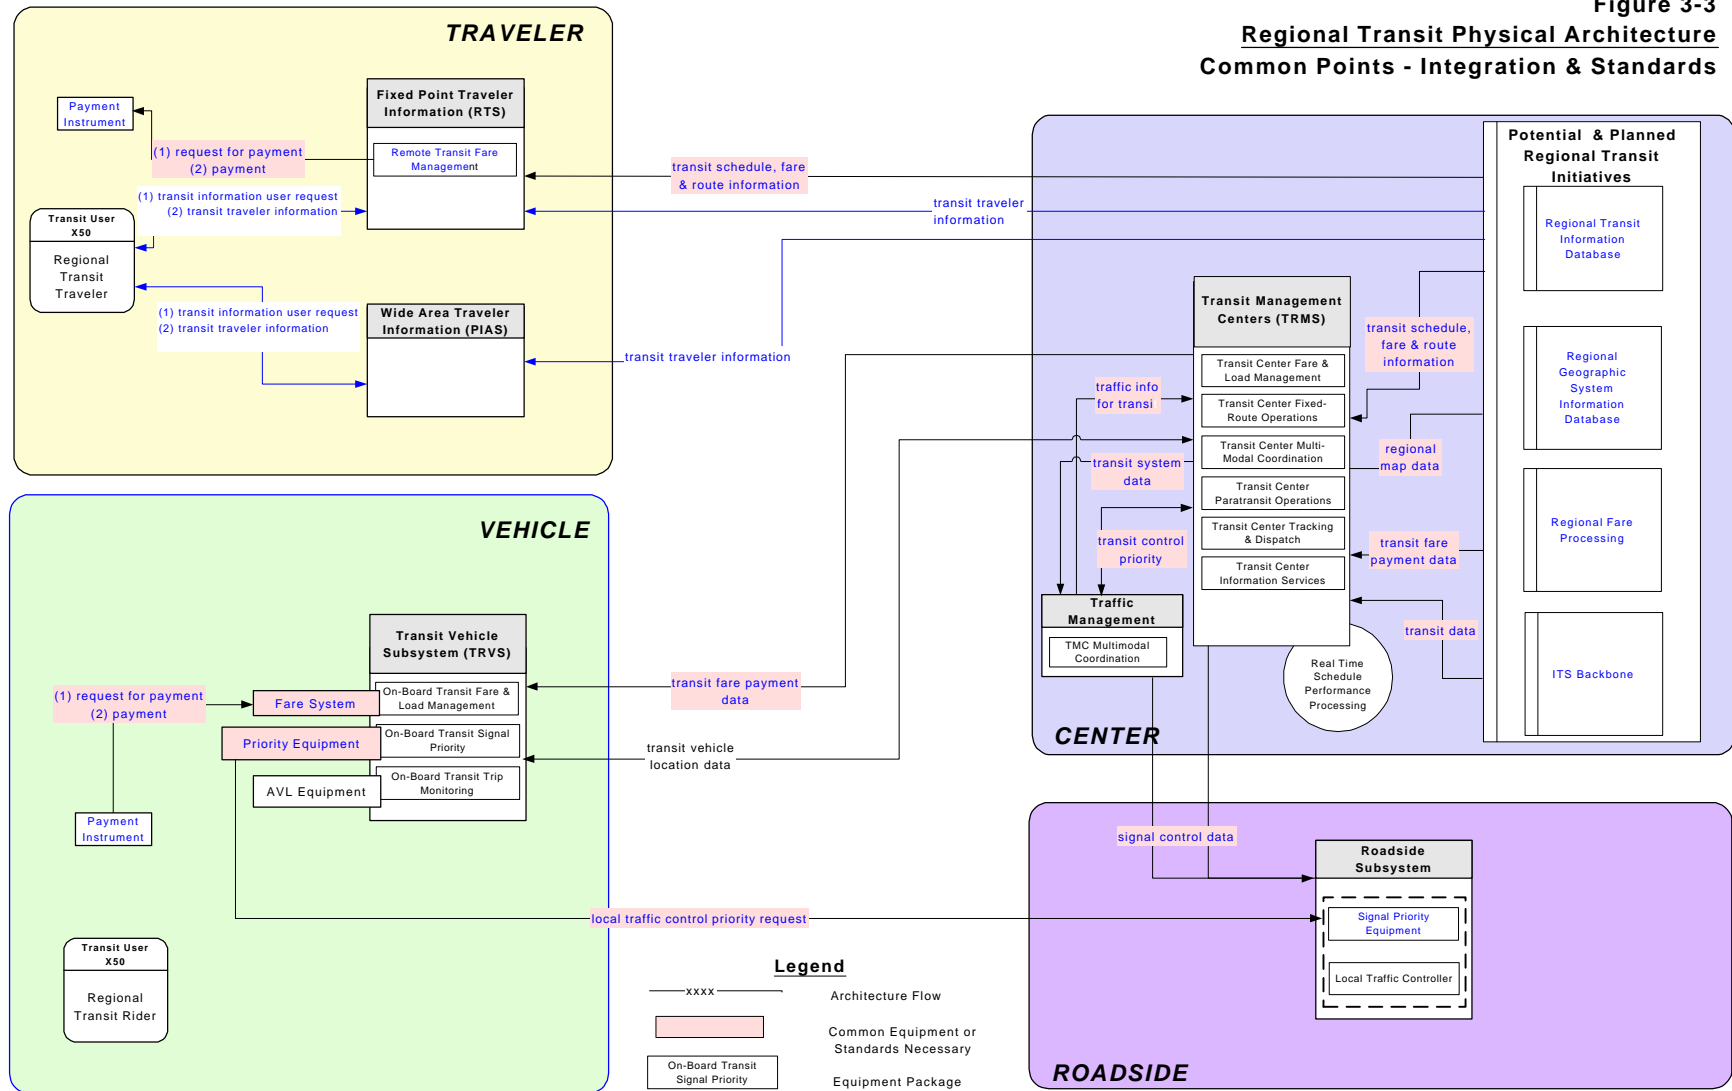 Figure 3-3
Regional Transit Physical Architecture
Common Points - Integration & Standards
TRAVELER
Payment
Instrument
Fixed Point Traveler
Information (RTS)
Remote Transit Fare
Management
(1) request for payment
(2) payment
(1) transit information user request
(2) transit traveler information
Transit User
X50
Regional
Transit
Traveler
(1) transit information user request
(2) transit traveler information
Wide Area Traveler
Information (PIAS)
transit schedule, fare
& route information
transit traveler
information
transit traveler information
Potential & Planned
Regional Transit
Initiatives
Regional Transit
Information
Database
Regional
Geographic
System
Information
Database
Regional Fare
Processing
ITS Backbone
Transit Management
Centers (TRMS)
Transit Center Fare &
Load Management
Transit Center Fixed-
Route Operations
Transit Center Multi-
Modal Coordination
Transit Center
Paratransit Operations
Transit Center Tracking
& Dispatch
Transit Center
Information Services
transit schedule,
fare & route
information
regional
map data
transit fare
payment data
transit data
traffic info
for transi
transit system
data
transit control
priority
Traffic
Management
TMC Multimodal
Coordination
Real Time
Schedule
Performance
Processing
CENTER
VEHICLE
Transit Vehicle
Subsystem (TRVS)
On-Board Transit Fare &
Load Management
On-Board Transit Signal
Priority
On-Board Transit Trip
Monitoring
(1) request for payment
(2) payment
Fare System
Priority Equipment
AVL Equipment
Payment
Instrument
transit fare payment
data
transit vehicle
location data
signal control data
local traffic control priority request
Transit User
X50
Regional
Transit Rider
Roadside
Subsystem
Signal Priority
Equipment
Local Traffic Controller
ROADSIDE
Legend
xxxx
Architecture Flow
Common Equipment or
Standards Necessary
On-Board Transit
Signal Priority
Equipment Package